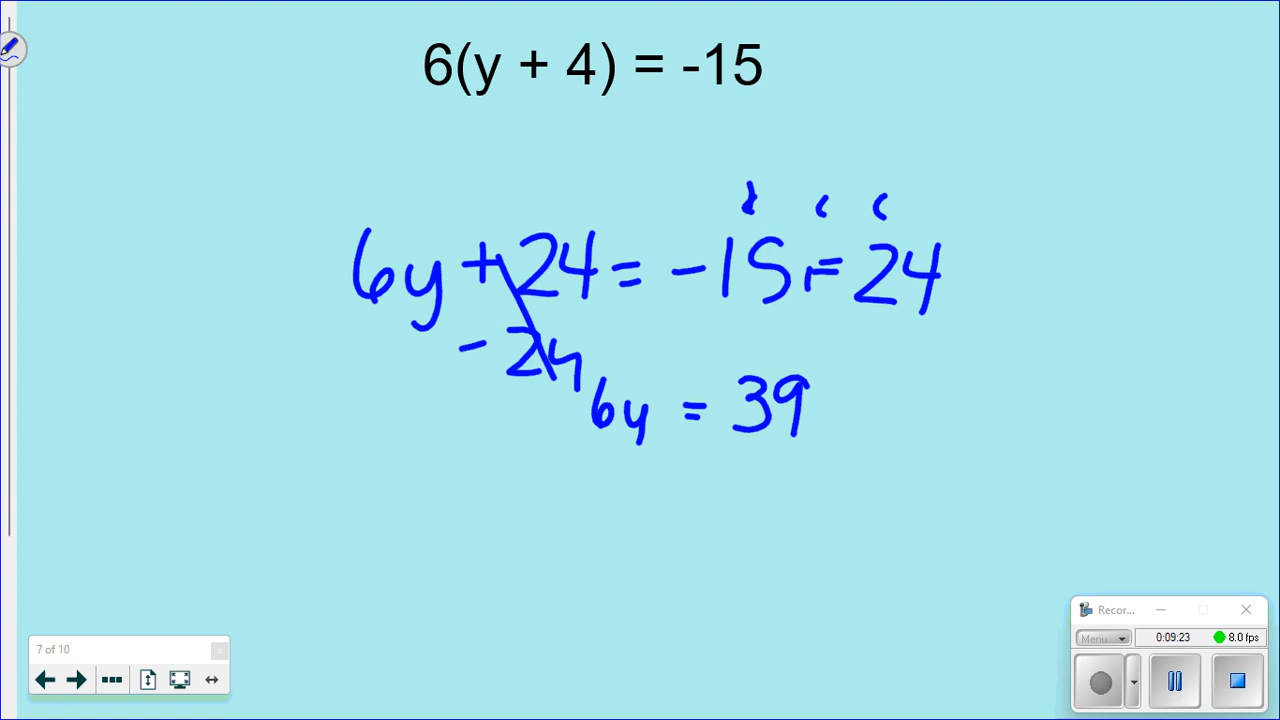 6(y + 4) = -15
6y + 24 = -15 - 24
- 24
6y = 39
7 of 10
x
Recor...
Menu
0:09:23
8.0 fps